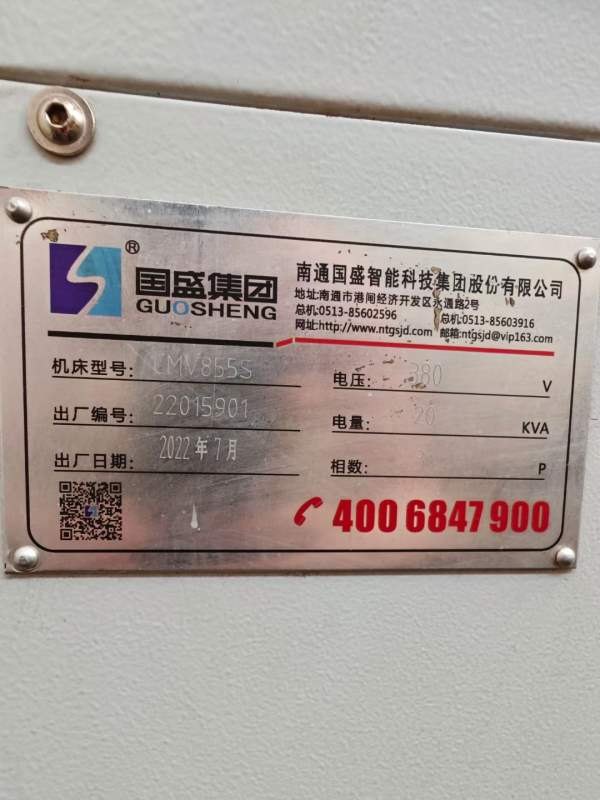 ®
国盛集团
GUOSHENG
南通国盛智能科技集团股份有限公司
地址:南通市港闸经济开发区永通路2号
总机:0513-85602596 总机:0513-85603916
网址:http://www.ntgsjd.com 邮箱:ntgsjd@vip163.com
机床型号: LMV855S
电压: 380 V
出厂编号: 22015901
电量: 20 KVA
出厂日期: 2022年7月
相数: P
400 6847 900